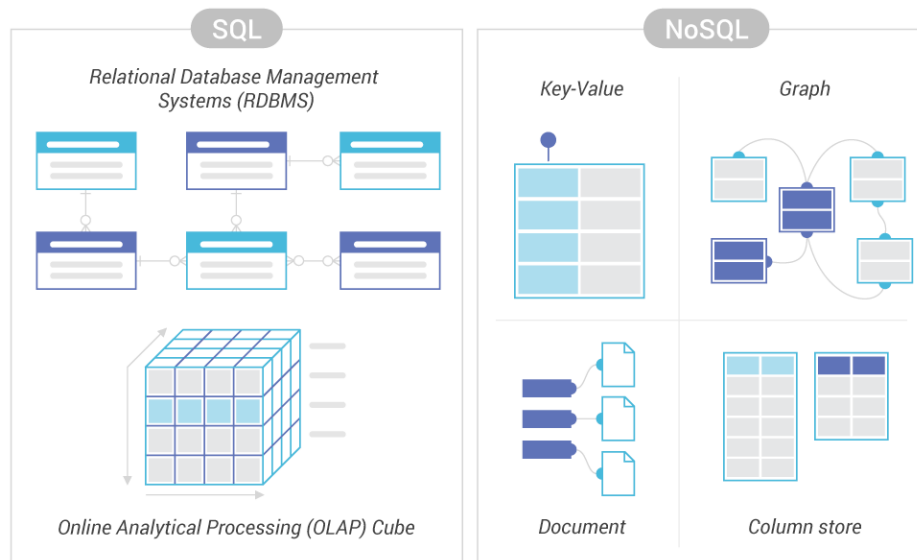 SQL
Relational Database Management
Systems (RDBMS)
Online Analytical Processing (OLAP) Cube
NoSQL
Key-Value
Graph
Document
Column store